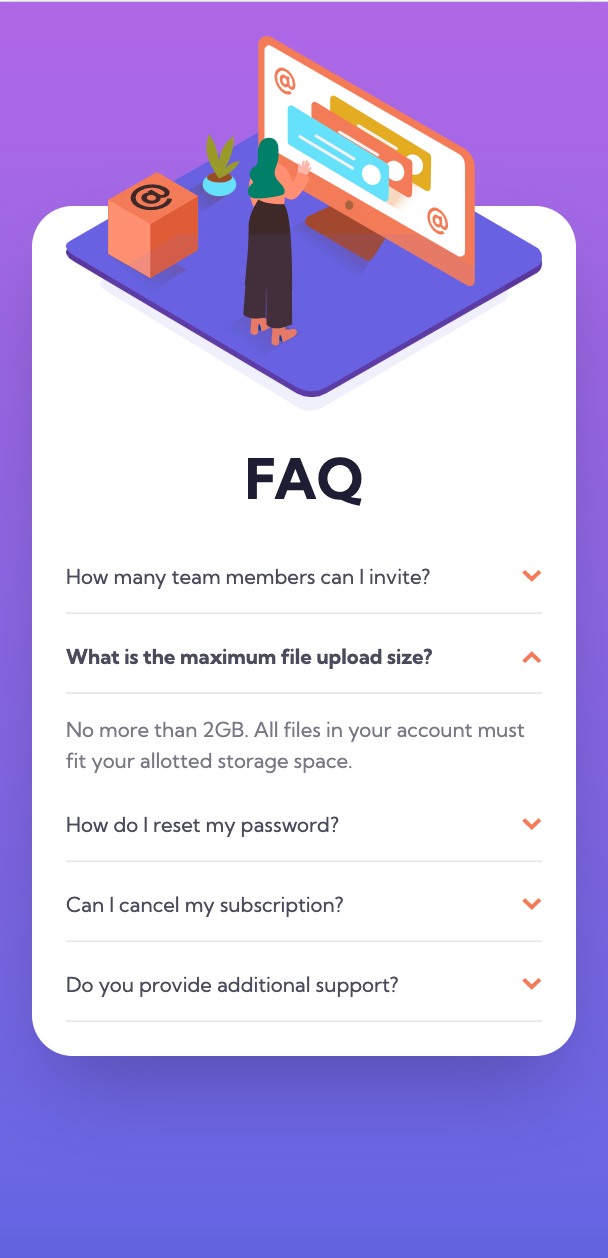 @
@
@
FAQ
How many team members can I invite?
What is the maximum file upload size?
No more than 2GB. All files in your account must
fit your allotted storage space.
How do I reset my password?
Can I cancel my subscription?
Do you provide additional support?